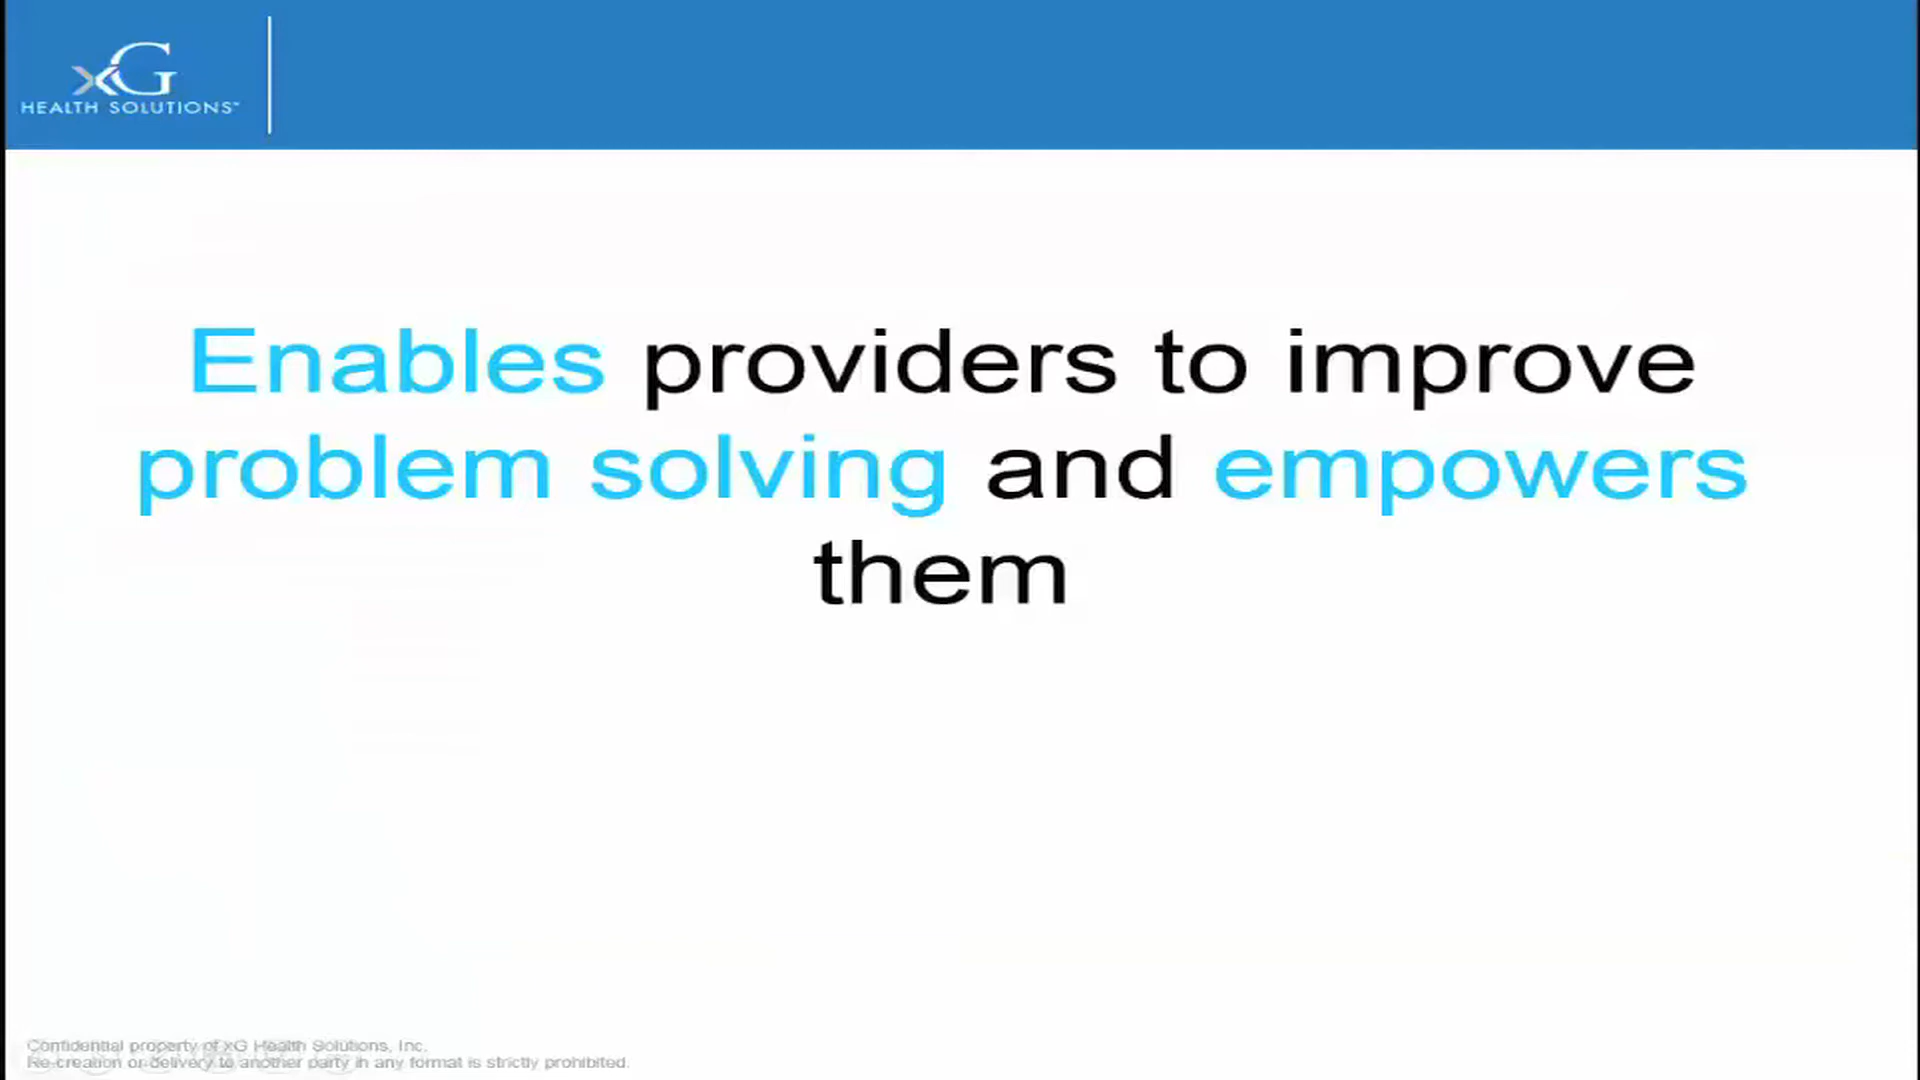 xG
HEALTH SOLUTIONS™
Enables providers to improve
problem solving and empowers
them
Confidential property of xG Health Solutions, Inc.
Re-creation or delivery to another party in any format is strictly prohibited.